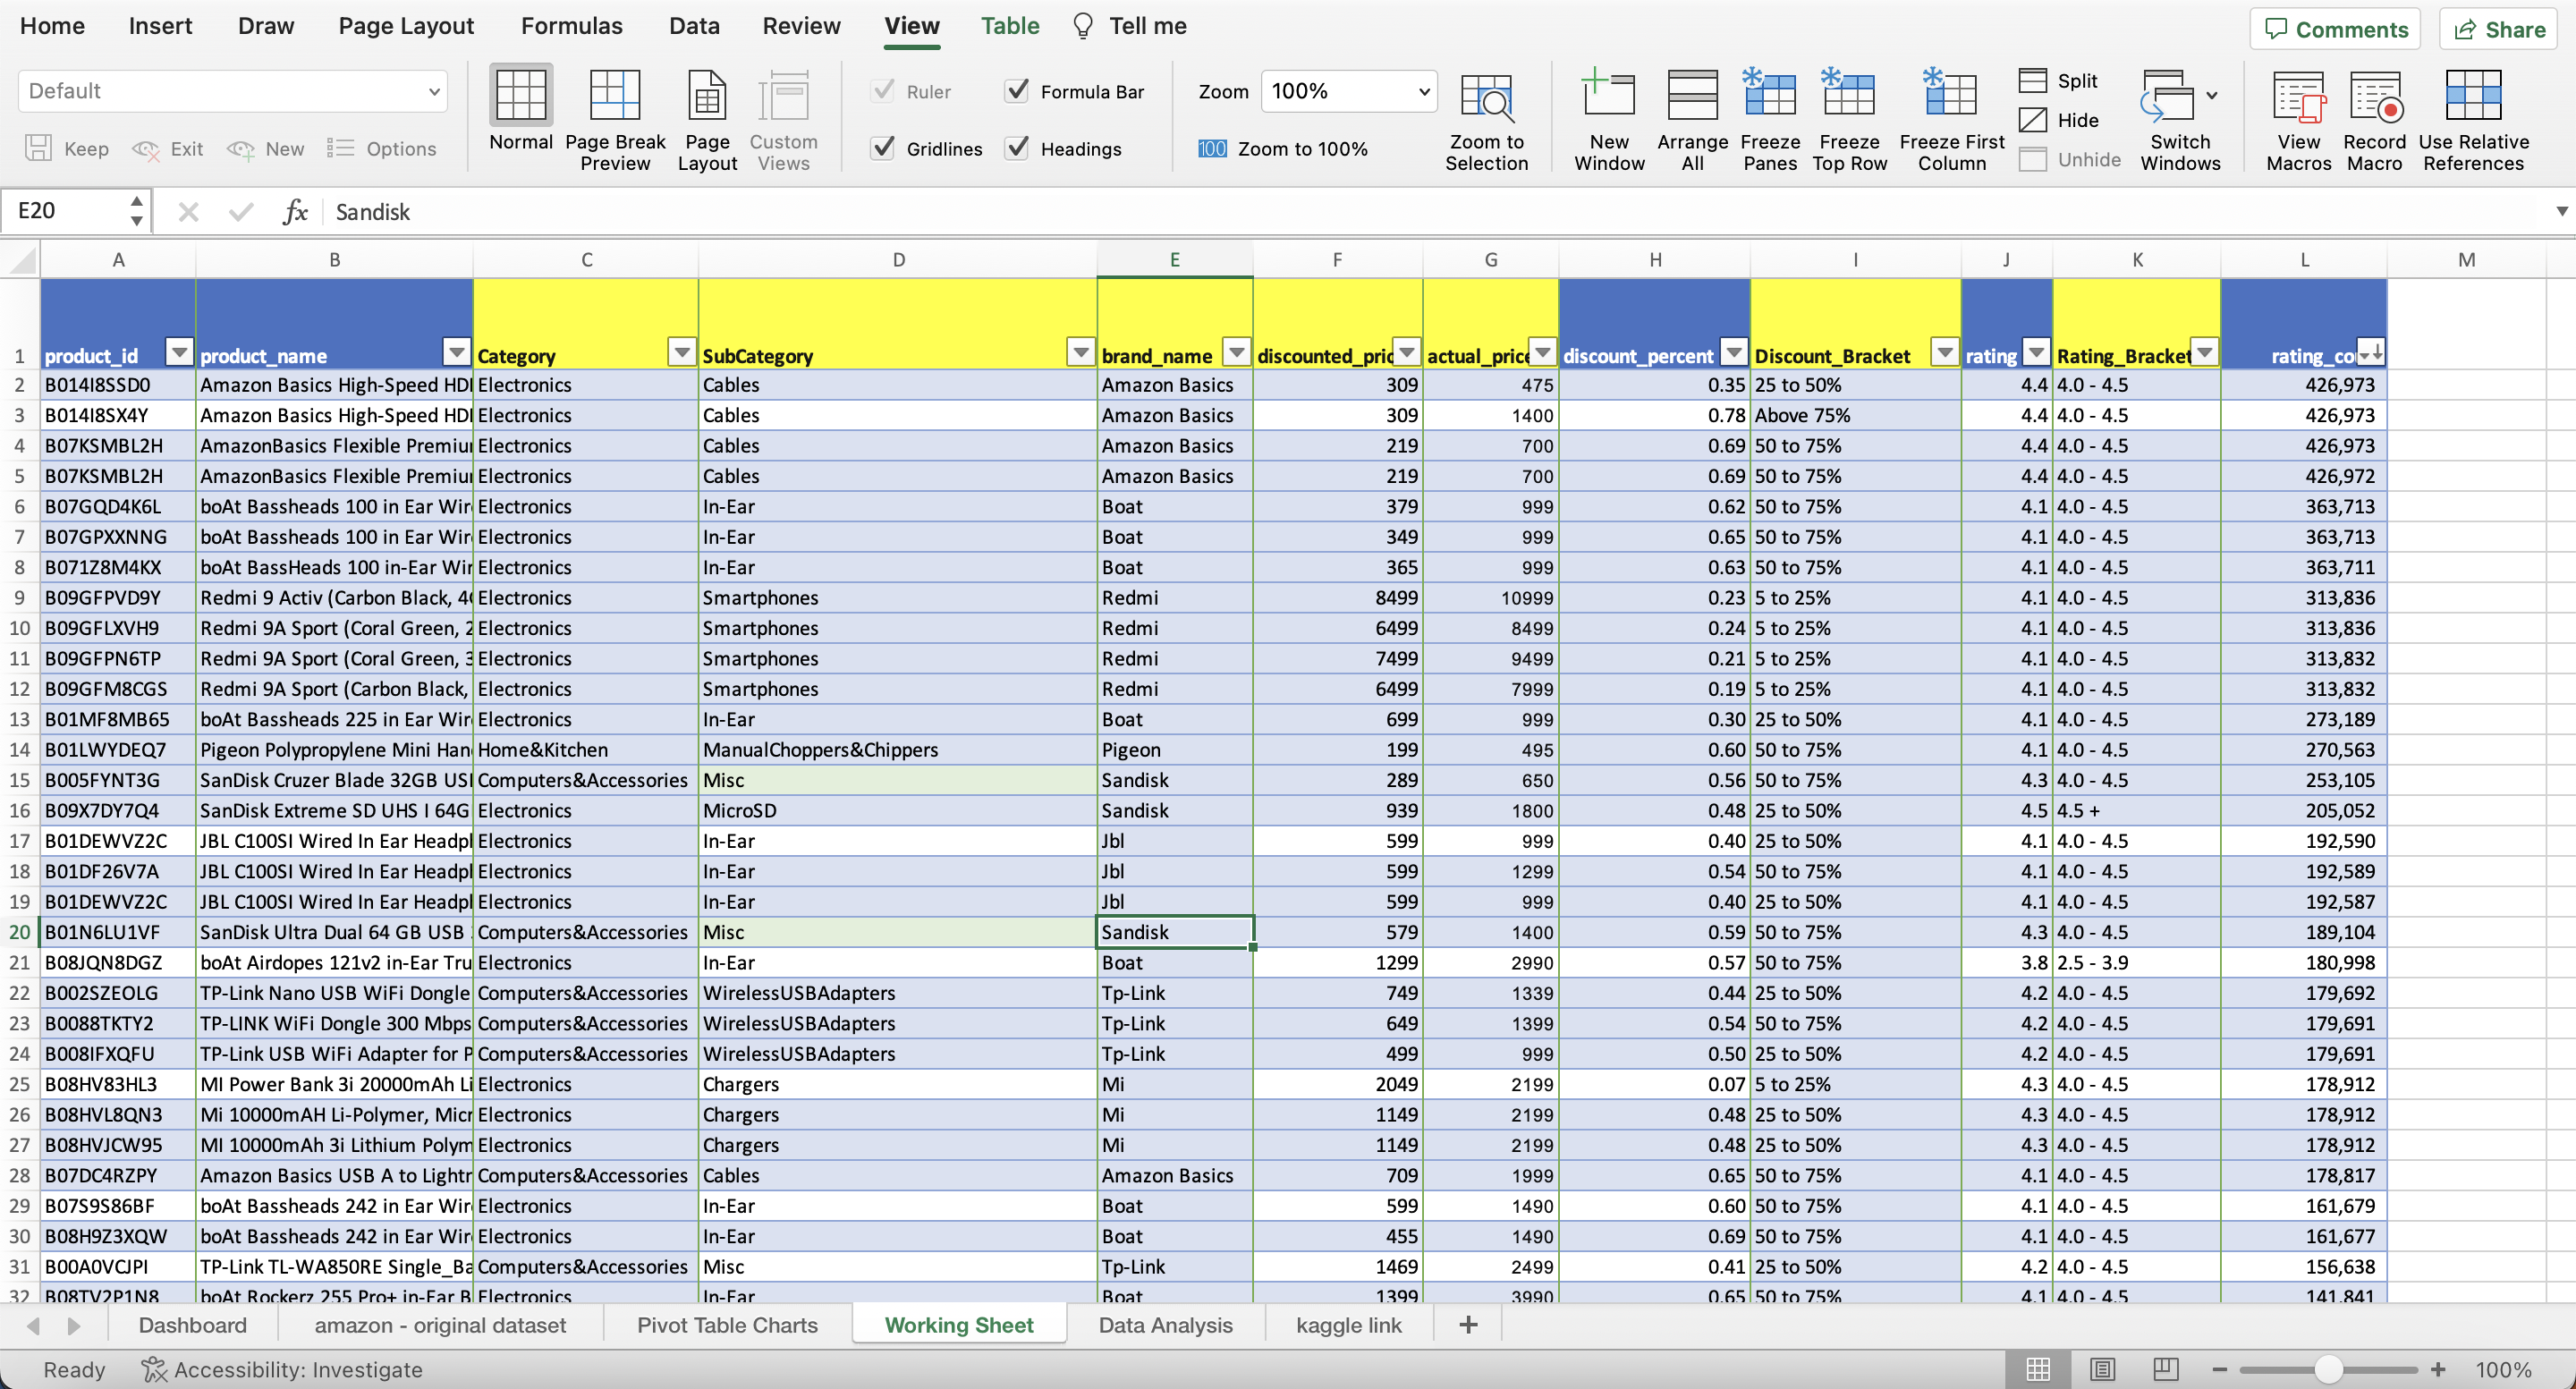 Home Insert Draw Page Layout Formulas Data Review View Table Tell me Comments Share
Default Ruler Formula Bar Zoom 100% Split
Hide
Normal Page Break Preview Page Layout Custom Views Zoom to Selection New Window Arrange All Freeze Panes Freeze Top Row Freeze First Column Switch Windows View Macros Record Macro Use Relative References
Keep Exit New Options Gridlines Headings 100 Zoom to 100% Unhide
E20 fx Sandisk
A B C D E F G H I J K L M
1 product_id product_name Category SubCategory brand_name discounted_pric actual_price discount_percent Discount_Bracket rating Rating_Bracket rating_co
2 B014I8SSD0 Amazon Basics High-Speed HDI Electronics Cables Amazon Basics 309 475 0.35 25 to 50% 4.4 4.0 - 4.5 426,973
3 B014I8SX4Y Amazon Basics High-Speed HDI Electronics Cables Amazon Basics 309 1400 0.78 Above 75% 4.4 4.0 - 4.5 426,973
4 B07KSMBL2H AmazonBasics Flexible Premiur Electronics Cables Amazon Basics 219 700 0.69 50 to 75% 4.4 4.0 - 4.5 426,973
5 B07KSMBL2H AmazonBasics Flexible Premiur Electronics Cables Amazon Basics 219 700 0.69 50 to 75% 4.4 4.0 - 4.5 426,972
6 B07GQD4K6L boAt Bassheads 100 in Ear Wir Electronics In-Ear Boat 379 999 0.62 50 to 75% 4.1 4.0 - 4.5 363,713
7 B07GPXXNNG boAt Bassheads 100 in Ear Wir Electronics In-Ear Boat 349 999 0.65 50 to 75% 4.1 4.0 - 4.5 363,713
8 B071Z8M4KX boAt BassHeads 100 in-Ear Wir Electronics In-Ear Boat 365 999 0.63 50 to 75% 4.1 4.0 - 4.5 363,711
9 B09GFPVD9Y Redmi 9 Activ (Carbon Black, 4 Electronics Smartphones Redmi 8499 10999 0.23 5 to 25% 4.1 4.0 - 4.5 313,836
10 B09GFLXVH9 Redmi 9A Sport (Coral Green, 2 Electronics Smartphones Redmi 6499 8499 0.24 5 to 25% 4.1 4.0 - 4.5 313,836
11 B09GFPN6TP Redmi 9A Sport (Coral Green, 3 Electronics Smartphones Redmi 7499 9499 0.21 5 to 25% 4.1 4.0 - 4.5 313,832
12 B09GFM8CGS Redmi 9A Sport (Carbon Black, Electronics Smartphones Redmi 6499 7999 0.19 5 to 25% 4.1 4.0 - 4.5 313,832
13 B01MF8MB65 boAt Bassheads 225 in Ear Wir Electronics In-Ear Boat 699 999 0.30 25 to 50% 4.1 4.0 - 4.5 273,189
14 B01LWYDEQ7 Pigeon Polypropylene Mini Han Home&Kitchen ManualChoppers&Chippers Pigeon 199 495 0.60 50 to 75% 4.1 4.0 - 4.5 270,563
15 B005FYNT3G SanDisk Cruzer Blade 32GB USI Computers&Accessories Misc Sandisk 289 650 0.56 50 to 75% 4.3 4.0 - 4.5 253,105
16 B09X7DY7Q4 SanDisk Extreme SD UHS I 64G Electronics MicroSD Sandisk 939 1800 0.48 25 to 50% 4.5 4.5 + 205,052
17 B01DEWVZ2C JBL C100SI Wired In Ear Headpl Electronics In-Ear Jbl 599 999 0.40 25 to 50% 4.1 4.0 - 4.5 192,590
18 B01DF26V7A JBL C100SI Wired In Ear Headpl Electronics In-Ear Jbl 599 1299 0.54 50 to 75% 4.1 4.0 - 4.5 192,589
19 B01DEWVZ2C JBL C100SI Wired In Ear Headpl Electronics In-Ear Jbl 599 999 0.40 25 to 50% 4.1 4.0 - 4.5 192,587
20 B01N6LU1VF SanDisk Ultra Dual 64 GB USB Computers&Accessories Misc Sandisk 579 1400 0.59 50 to 75% 4.3 4.0 - 4.5 189,104
21 B08JQN8DGZ boAt Airdopes 121v2 in-Ear Tru Electronics In-Ear Boat 1299 2990 0.57 50 to 75% 3.8 2.5 - 3.9 180,998
22 B002SZEOLG TP-Link Nano USB WiFi Dongle Computers&Accessories WirelessUSBAdapters Tp-Link 749 1339 0.44 25 to 50% 4.2 4.0 - 4.5 179,692
23 B0088TKTY2 TP-LINK WiFi Dongle 300 Mbps Computers&Accessories WirelessUSBAdapters Tp-Link 649 1399 0.54 50 to 75% 4.2 4.0 - 4.5 179,691
24 B008IFXQFU TP-Link USB WiFi Adapter for P Computers&Accessories WirelessUSBAdapters Tp-Link 499 999 0.50 25 to 50% 4.2 4.0 - 4.5 179,691
25 B08HV83HL3 MI Power Bank 3i 20000mAh Li Electronics Chargers Mi 2049 2199 0.07 5 to 25% 4.3 4.0 - 4.5 178,912
26 B08HVL8QN3 Mi 10000mAH Li-Polymer, Micr Electronics Chargers Mi 1149 2199 0.48 25 to 50% 4.3 4.0 - 4.5 178,912
27 B08HVJCW95 MI 10000mAh 3i Lithium Polym Electronics Chargers Mi 1149 2199 0.48 25 to 50% 4.3 4.0 - 4.5 178,912
28 B07DC4RZPY Amazon Basics USB A to Lightr Computers&Accessories Cables Amazon Basics 709 1999 0.65 50 to 75% 4.1 4.0 - 4.5 178,817
29 B07S9S86BF boAt Bassheads 242 in Ear Wir Electronics In-Ear Boat 599 1490 0.60 50 to 75% 4.1 4.0 - 4.5 161,679
30 B08H9Z3XQW boAt Bassheads 242 in Ear Wir Electronics In-Ear Boat 455 1490 0.69 50 to 75% 4.1 4.0 - 4.5 161,677
31 B00A0VCJPI TP-Link TL-WA850RE Single_Ba Computers&Accessories Misc Tp-Link 1469 2499 0.41 25 to 50% 4.2 4.0 - 4.5 156,638
32 B08TV2P1N8 boAt Rockerz 255 Pro+ in-Ear B Electronics In-Ear Boat 1399 3990 0.65 50 to 75% 4.1 4.0 - 4.5 141,841
Dashboard amazon - original dataset Pivot Table Charts Working Sheet Data Analysis kaggle link +
Ready Accessibility: Investigate 100%